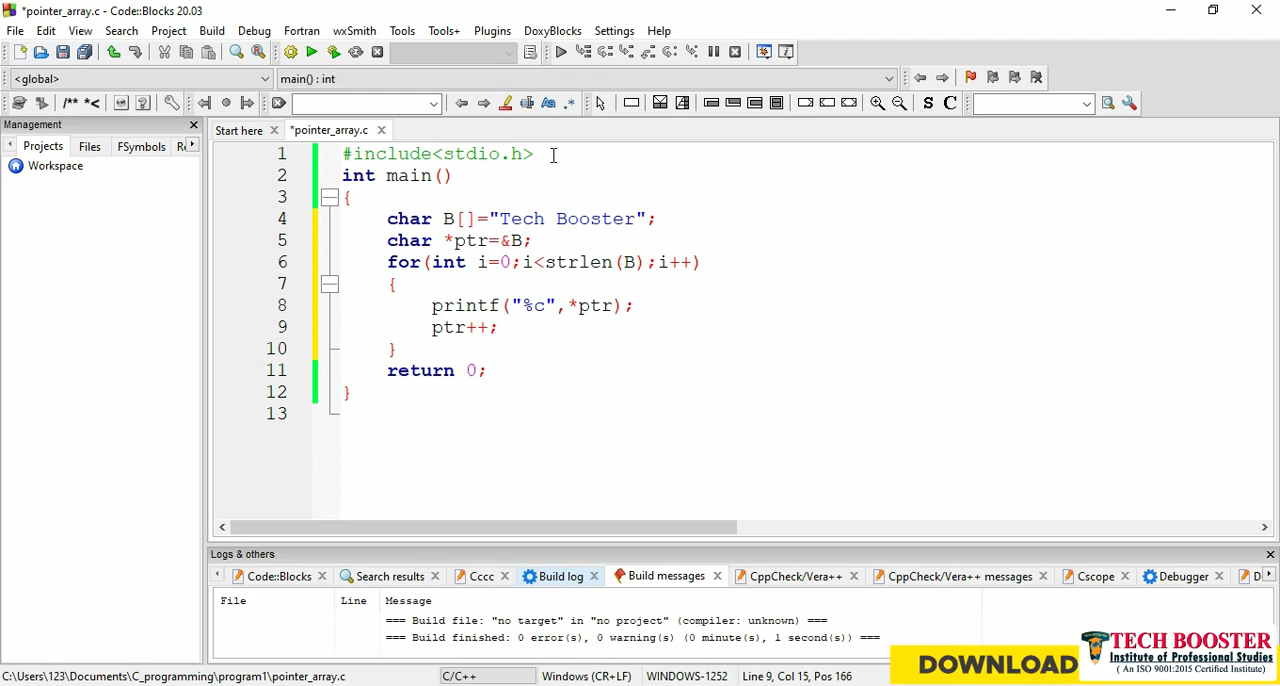 *pointer_array.c - Code::Blocks 20.03
File Edit View Search Project Build Debug Fortran wxSmith Tools Tools+ Plugins DoxyBlocks Settings Help
<global> main() : int
/** *<
S C
Management
Projects Files FSymbols R
Workspace
Start here *pointer_array.c
1 #include<stdio.h>
2 int main()
3 {
4 char B[]="Tech Booster";
5 char *ptr=&B;
6 for(int i=0;i<strlen(B);i++)
7 {
8 printf("%c",*ptr);
9 ptr++;
10 }
11 return 0;
12 }
13
Logs & others
Code::Blocks Search results Cccc Build log Build messages CppCheck/Vera++ CppCheck/Vera++ messages Cscope Debugger D
File Line Message
=== Build file: "no target" in "no project" (compiler: unknown) ===
=== Build finished: 0 error(s), 0 warning(s) (0 minute(s), 1 second(s)) ===
DOWNLOAD
TECH BOOSTER
Institute of Professional Studies
( An ISO 9001:2015 Certified Institute)
C:\Users\123\Documents\C_programming\program1\pointer_array.c C/C++ Windows (CR+LF) WINDOWS-1252 Line 9, Col 15, Pos 166